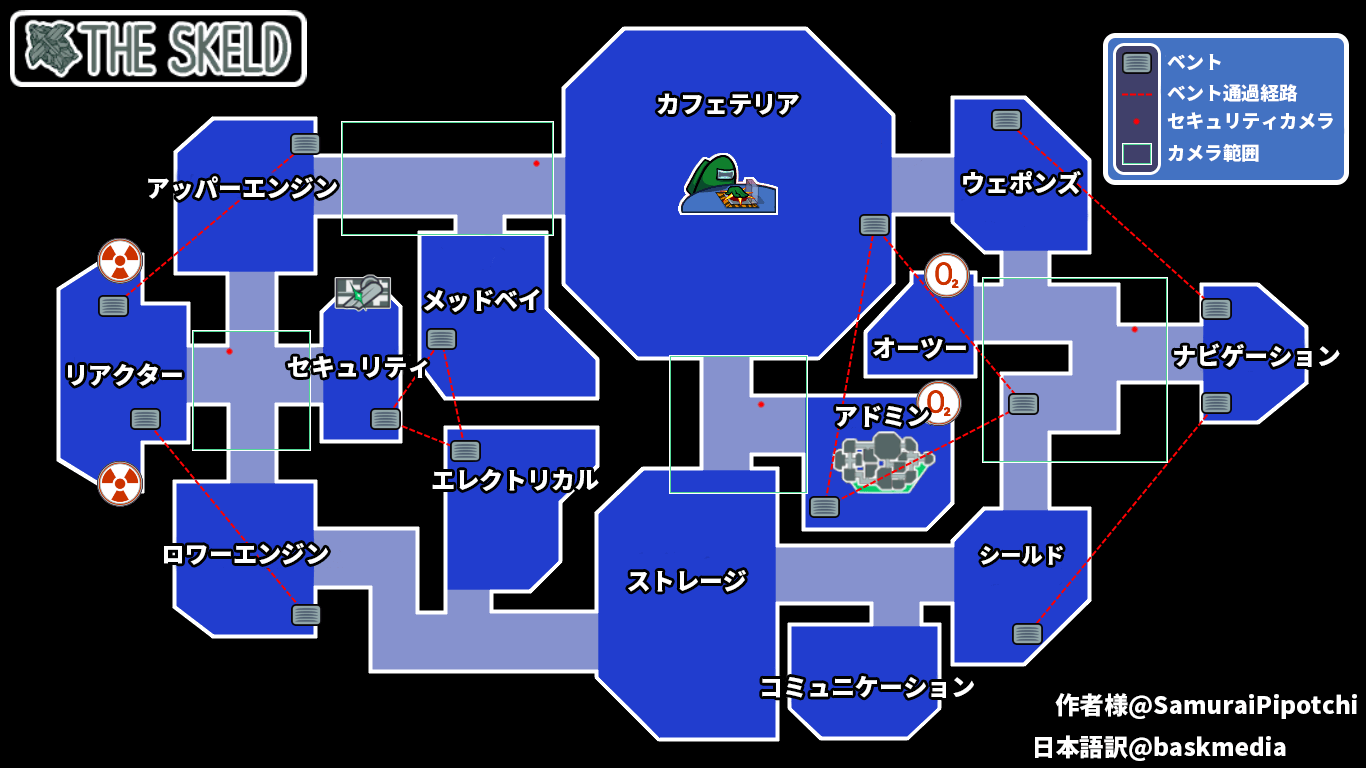 THE SKELD
ベント
ベント通過経路
セキュリティカメラ
カメラ範囲
カフェテリア
アッパーエンジン
ウェポンズ
O₂
メッドベイ
オーツー
ナビゲーション
リアクター
セキュリティ
O₂
アドミン
エレクトリカル
ロワーエンジン
ストレージ
シールド
コミュニケーション
作者様@SamuraiPipotchi
日本語訳@baskmedia